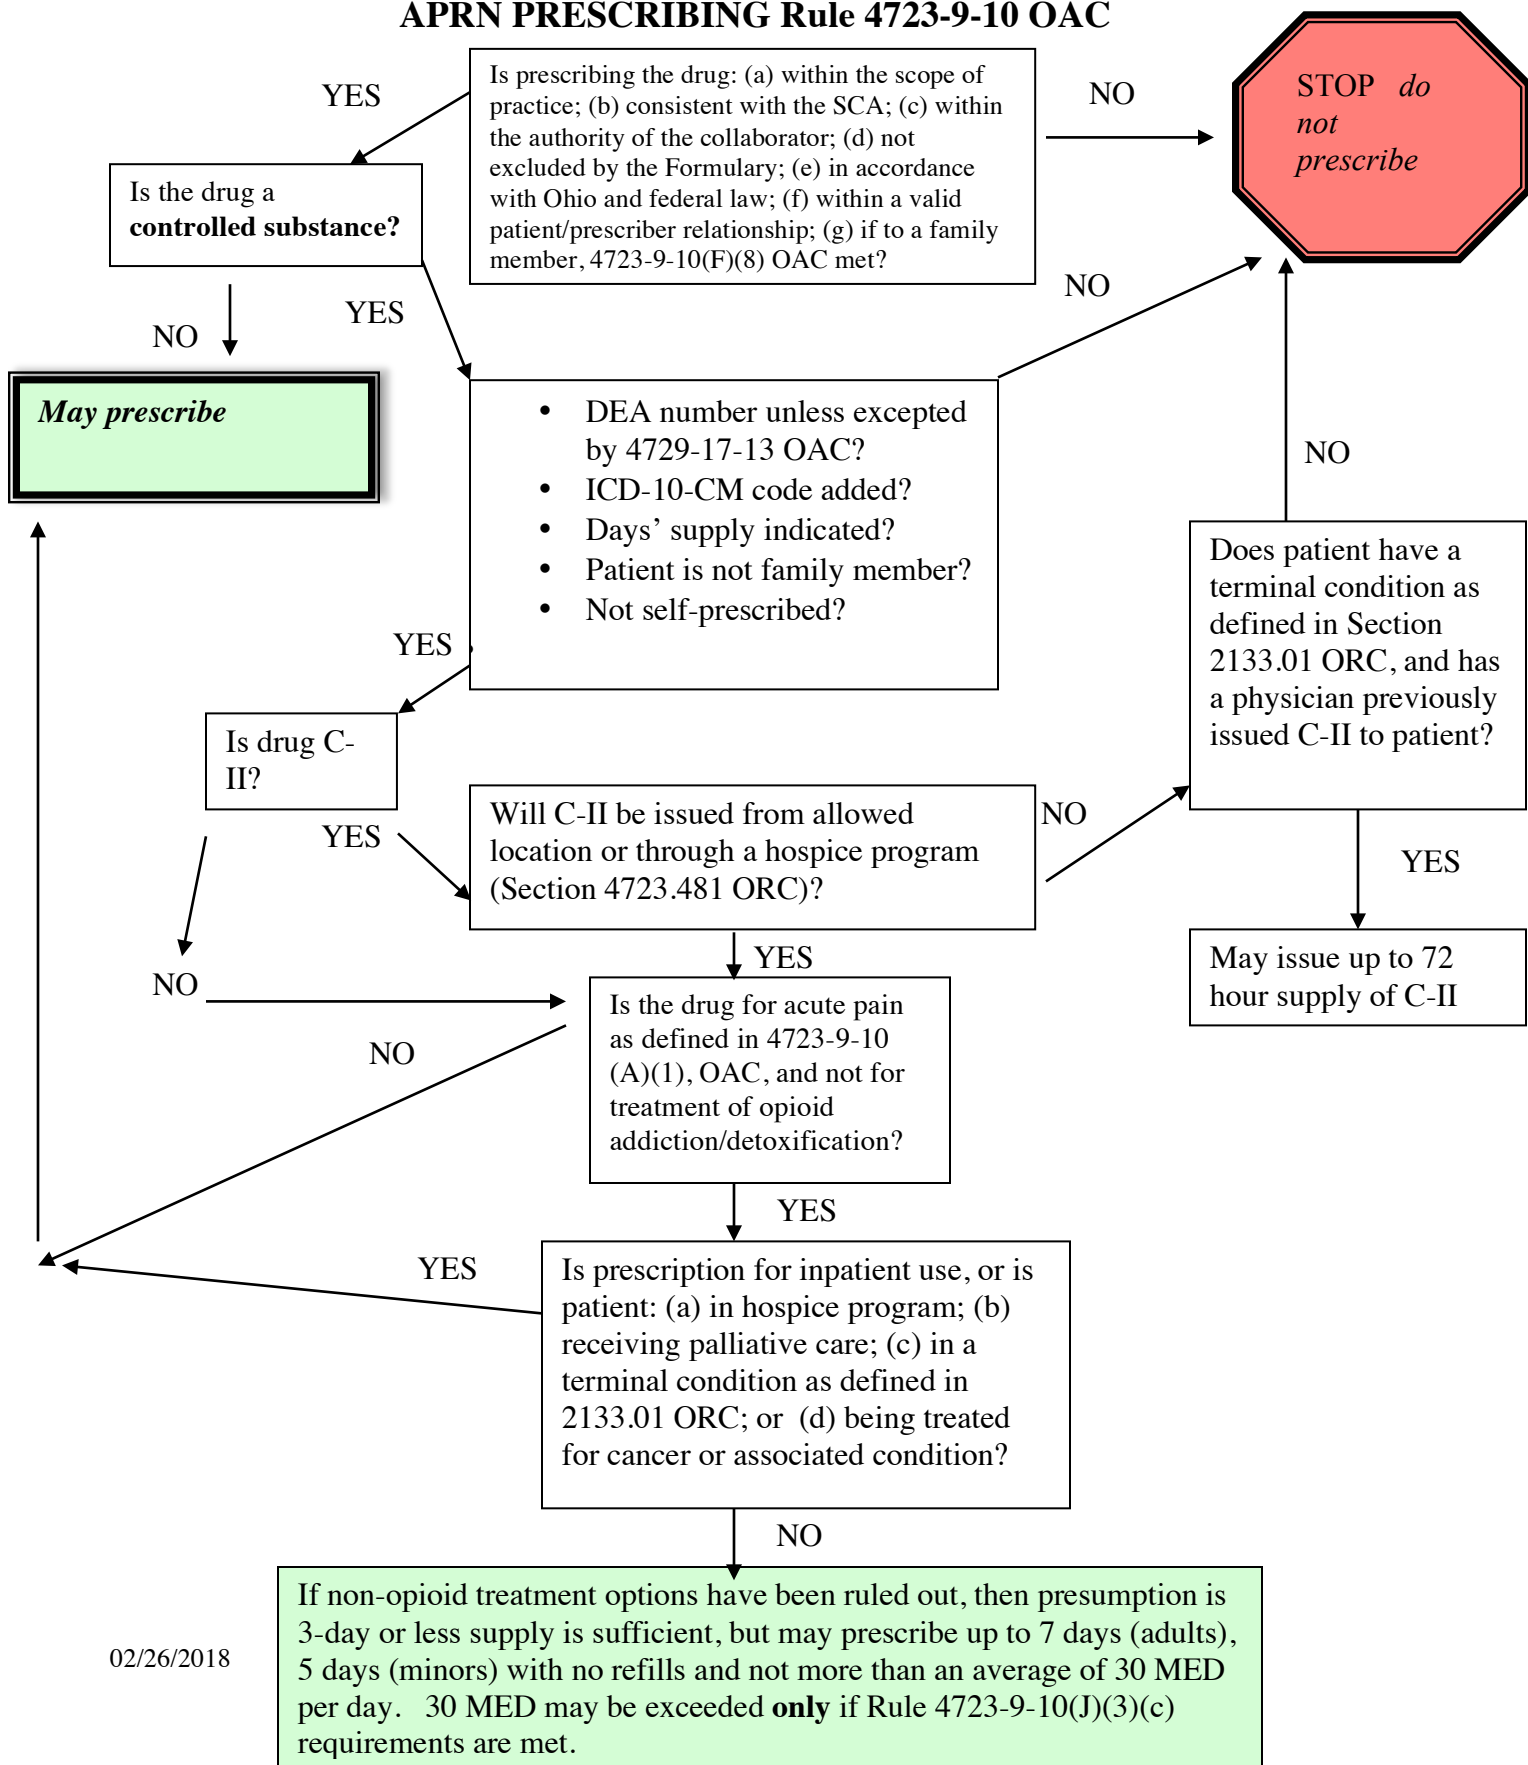 APRN PRESCRIBING Rule 4723-9-10 OAC
Is prescribing the drug: (a) within the scope of
practice; (b) consistent with the SCA; (c) within
the authority of the collaborator; (d) not
excluded by the Formulary; (e) in accordance
with Ohio and federal law; (f) within a valid
patient/prescriber relationship; (g) if to a family
member, 4723-9-10(F)(8) OAC met?
YES
NO
STOP do
not
prescribe
Is the drug a
controlled substance?
NO
YES
NO
May prescribe
• DEA number unless excepted
by 4729-17-13 OAC?
• ICD-10-CM code added?
• Days’ supply indicated?
• Patient is not family member?
• Not self-prescribed?
NO
Does patient have a
terminal condition as
defined in Section
2133.01 ORC, and has
a physician previously
issued C-II to patient?
YES
Is drug C-
II?
YES
Will C-II be issued from allowed
location or through a hospice program
(Section 4723.481 ORC)?
NO
YES
May issue up to 72
hour supply of C-II
YES
NO
Is the drug for acute pain
as defined in 4723-9-10
(A)(1), OAC, and not for
treatment of opioid
addiction/detoxification?
NO
YES
YES
Is prescription for inpatient use, or is
patient: (a) in hospice program; (b)
receiving palliative care; (c) in a
terminal condition as defined in
2133.01 ORC; or (d) being treated
for cancer or associated condition?
NO
If non-opioid treatment options have been ruled out, then presumption is
3-day or less supply is sufficient, but may prescribe up to 7 days (adults),
5 days (minors) with no refills and not more than an average of 30 MED
per day. 30 MED may be exceeded only if Rule 4723-9-10(J)(3)(c)
requirements are met.
02/26/2018